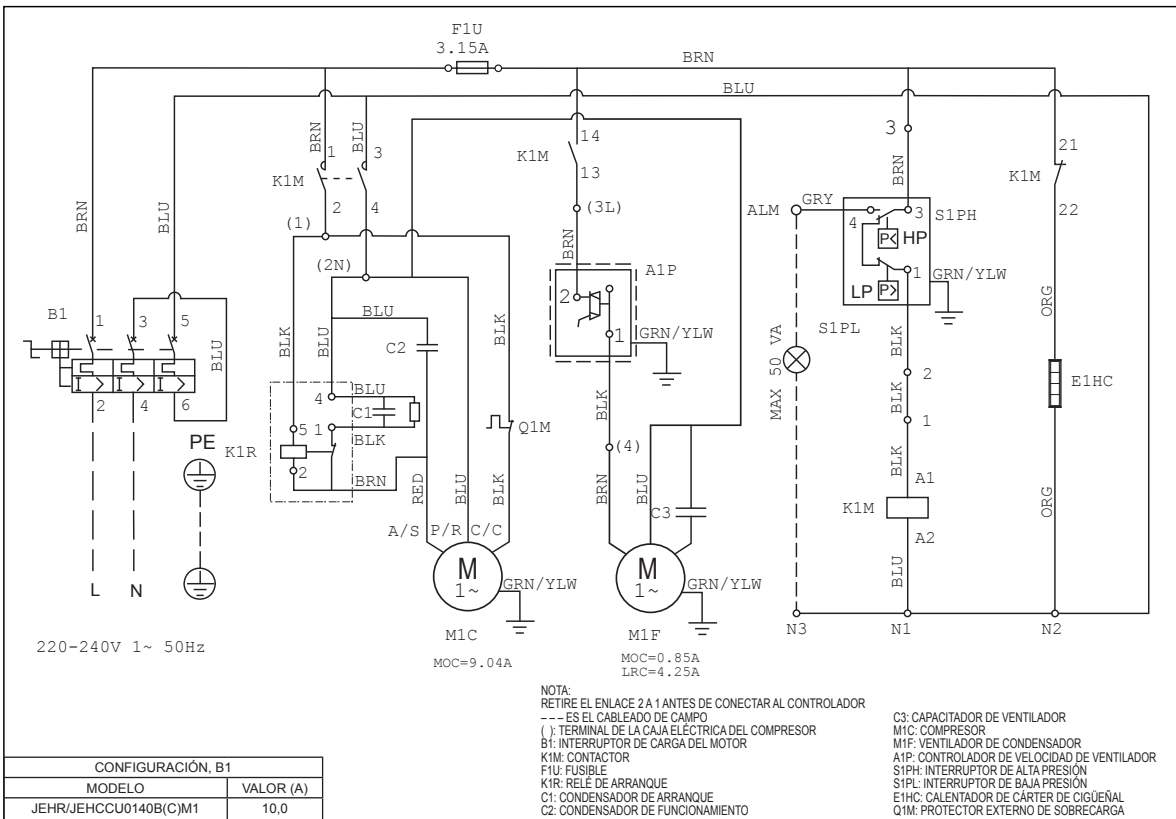 F1U
3.15A
BRN
BLU
BRN
BLU
BRN
BLU
1
3
K1M
2
4
(1)
(2N)
14
K1M
13
(3L)
BRN
A1P
2
1
GRN/YLW
BLK
(4)
BRN
BLU
C3
3
BRN
ALM
GRY
4
3
S1PH
P< HP
1
LP P>
GRN/YLW
S1PL
MAX 50 VA
BLK
2
BLK
1
BLK
A1
K1M
A2
BLU
21
K1M
22
ORG
E1HC
ORG
N3
N1
N2
B1
1
3
5
BLU
I >
I >
I >
2
4
6
PE
L
N
220-240V 1~ 50Hz
BLK
BLU
BLU
C2
BLK
K1R
4
BLU
C1
5
1
BLK
2
BRN
Q1M
RED
BLU
BLK
A/S
P/R
C/C
M
1~
GRN/YLW
M1C
MOC=9.04A
M
1~
GRN/YLW
M1F
MOC=0.85A
LRC=4.25A
NOTA:
RETIRE EL ENLACE 2 A 1 ANTES DE CONECTAR AL CONTROLADOR
--- ES EL CABLEADO DE CAMPO
( ): TERMINAL DE LA CAJA ELÉCTRICA DEL COMPRESOR
B1: INTERRUPTOR DE CARGA DEL MOTOR
K1M: CONTACTOR
F1U: FUSIBLE
K1R: RELÉ DE ARRANQUE
C1: CONDENSADOR DE ARRANQUE
C2: CONDENSADOR DE FUNCIONAMIENTO
C3: CAPACITADOR DE VENTILADOR
M1C: COMPRESOR
M1F: VENTILADOR DE CONDENSADOR
A1P: CONTROLADOR DE VELOCIDAD DE VENTILADOR
S1PH: INTERRUPTOR DE ALTA PRESIÓN
S1PL: INTERRUPTOR DE BAJA PRESIÓN
E1HC: CALENTADOR DE CÁRTER DE CIGÜEÑAL
Q1M: PROTECTOR EXTERNO DE SOBRECARGA
CONFIGURACIÓN, B1
MODELO VALOR (A)
JEHR/JEHCCU0140B(C)M1 10,0